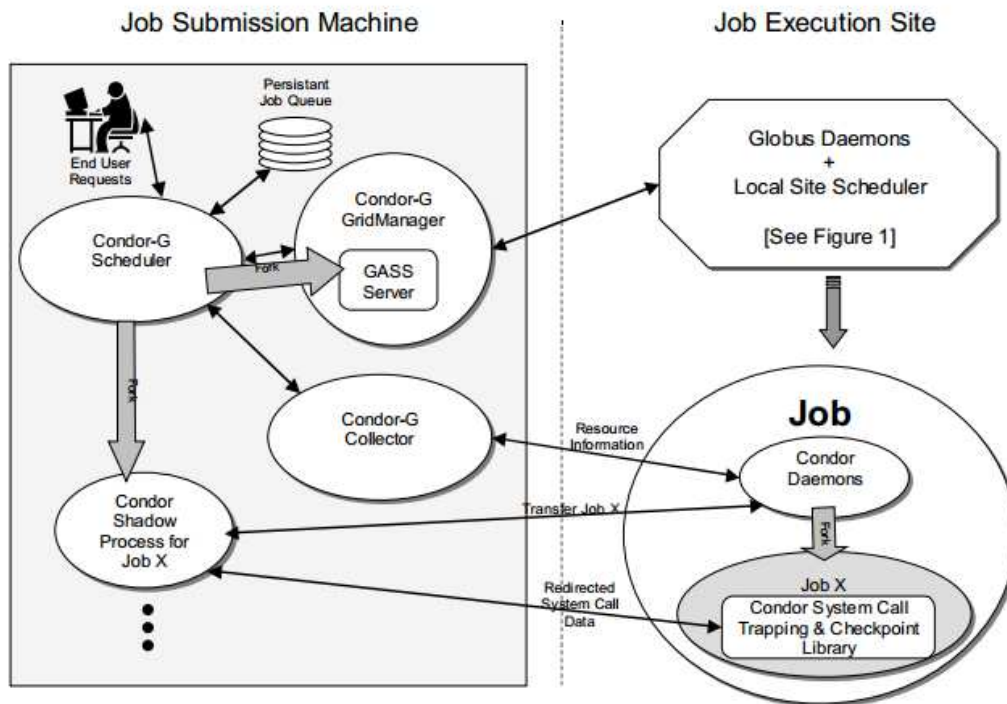 Job Submission Machine
Job Execution Site
Persistant
Job Queue
End User
Requests
Condor-G
Scheduler
Condor-G
GridManager
Fork
GASS
Server
Globus Daemons
+
Local Site Scheduler
[See Figure 1]
Fork
Condor-G
Collector
Resource
Information
Job
Condor
Daemons
Condor
Shadow
Process for
Job X
Transfer Job X
Fork
Redirected
System Call
Data
Job X
Condor System Call
Trapping & Checkpoint
Library